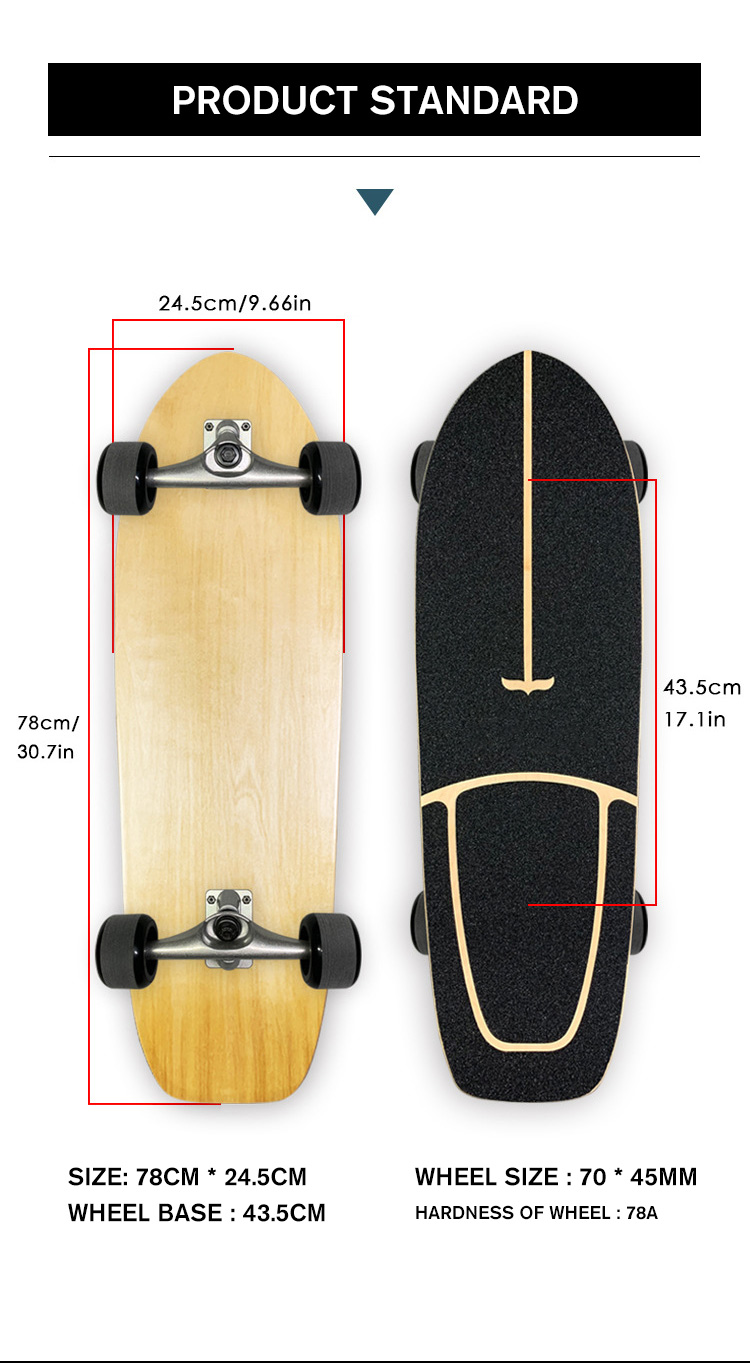 PRODUCT STANDARD
24.5cm/9.66in
78cm/
30.7in
43.5cm
17.1in
SIZE: 78CM * 24.5CM
WHEEL BASE : 43.5CM
WHEEL SIZE : 70 * 45MM
HARDNESS OF WHEEL : 78A